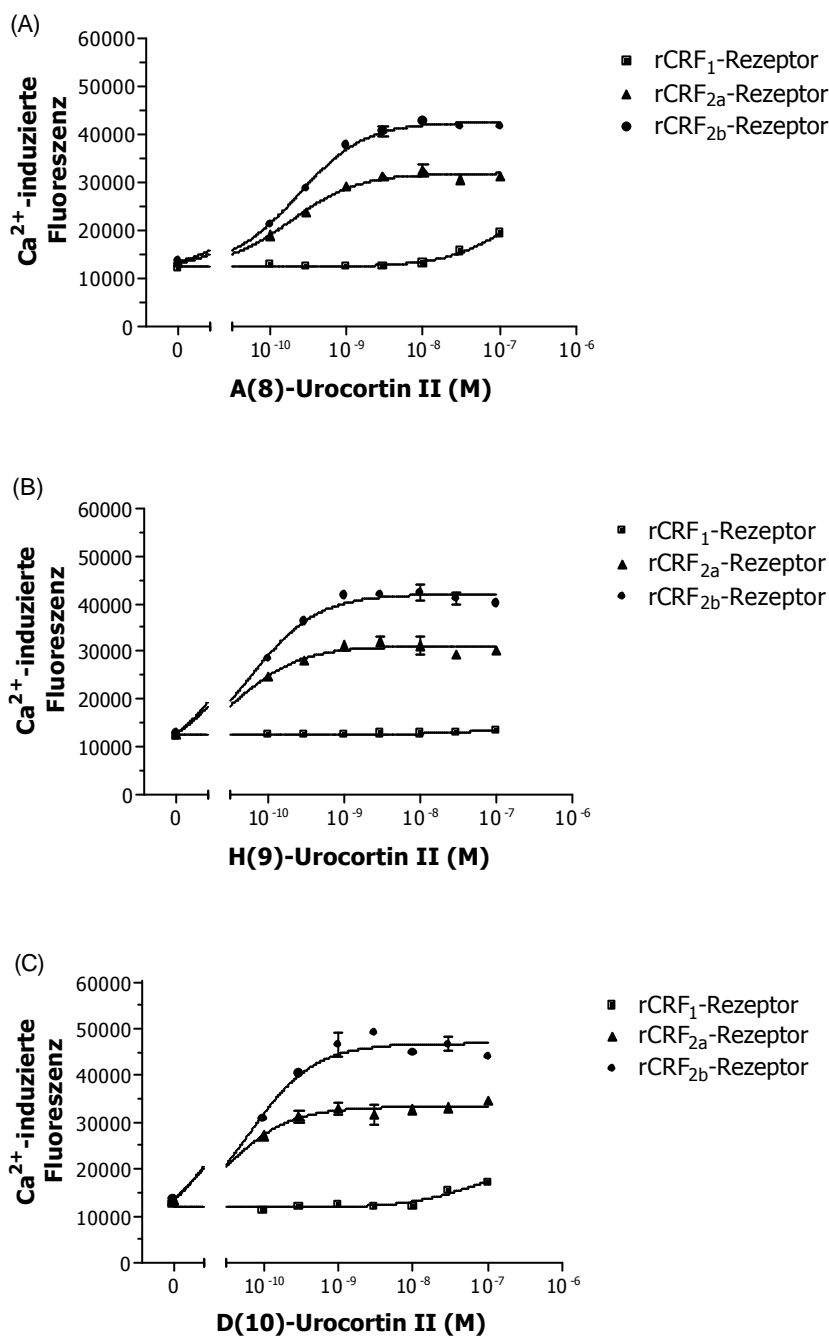 (A)
60000
50000
40000
30000
20000
10000
0
Ca²⁺-induzierte
Fluoreszenz
0 10⁻¹⁰ 10⁻⁹ 10⁻⁸ 10⁻⁷ 10⁻⁶
A(8)-Urocortin II (M)
rCRF₁-Rezeptor
rCRF₂ₐ-Rezeptor
rCRF2b-Rezeptor
(B)
60000
50000
40000
30000
20000
10000
0
Ca²⁺-induzierte
Fluoreszenz
0 10⁻¹⁰ 10⁻⁹ 10⁻⁸ 10⁻⁷ 10⁻⁶
H(9)-Urocortin II (M)
rCRF₁-Rezeptor
rCRF₂ₐ-Rezeptor
rCRF2b-Rezeptor
(C)
60000
50000
40000
30000
20000
10000
0
Ca²⁺-induzierte
Fluoreszenz
0 10⁻¹⁰ 10⁻⁹ 10⁻⁸ 10⁻⁷ 10⁻⁶
D(10)-Urocortin II (M)
rCRF₁-Rezeptor
rCRF₂ₐ-Rezeptor
rCRF2b-Rezeptor